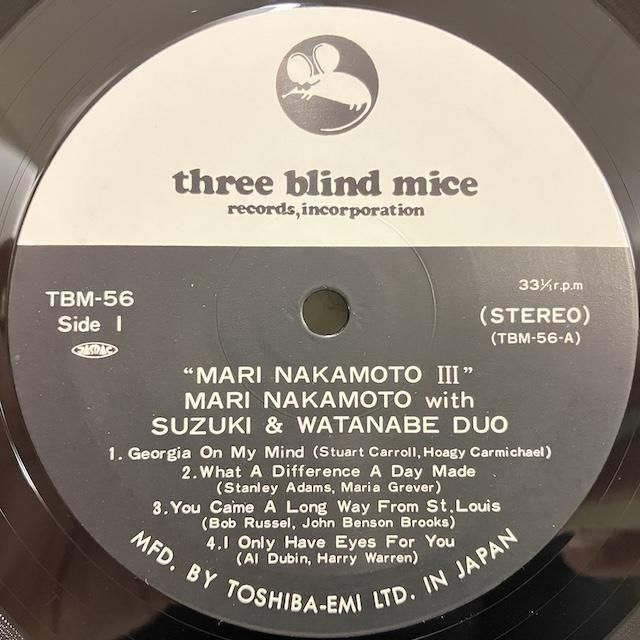 three blind mice
records, incorporation
TBM-56
Side 1
JASRAC
33⅓ r.p.m
(STEREO)
(TBM-56-A)
"MARI NAKAMOTO III"
MARI NAKAMOTO with
SUZUKI & WATANABE DUO
1. Georgia On My Mind (Stuart Carroll, Hoagy Carmichael)
2. What A Difference A Day Made
(Stanley Adams, Maria Grever)
3. You Came A Long Way From St. Louis
(Bob Russel, John Benson Brooks)
4. I Only Have Eyes For You
(Al Dubin, Harry Warren)
MFD. BY TOSHIBA-EMI LTD. IN JAPAN